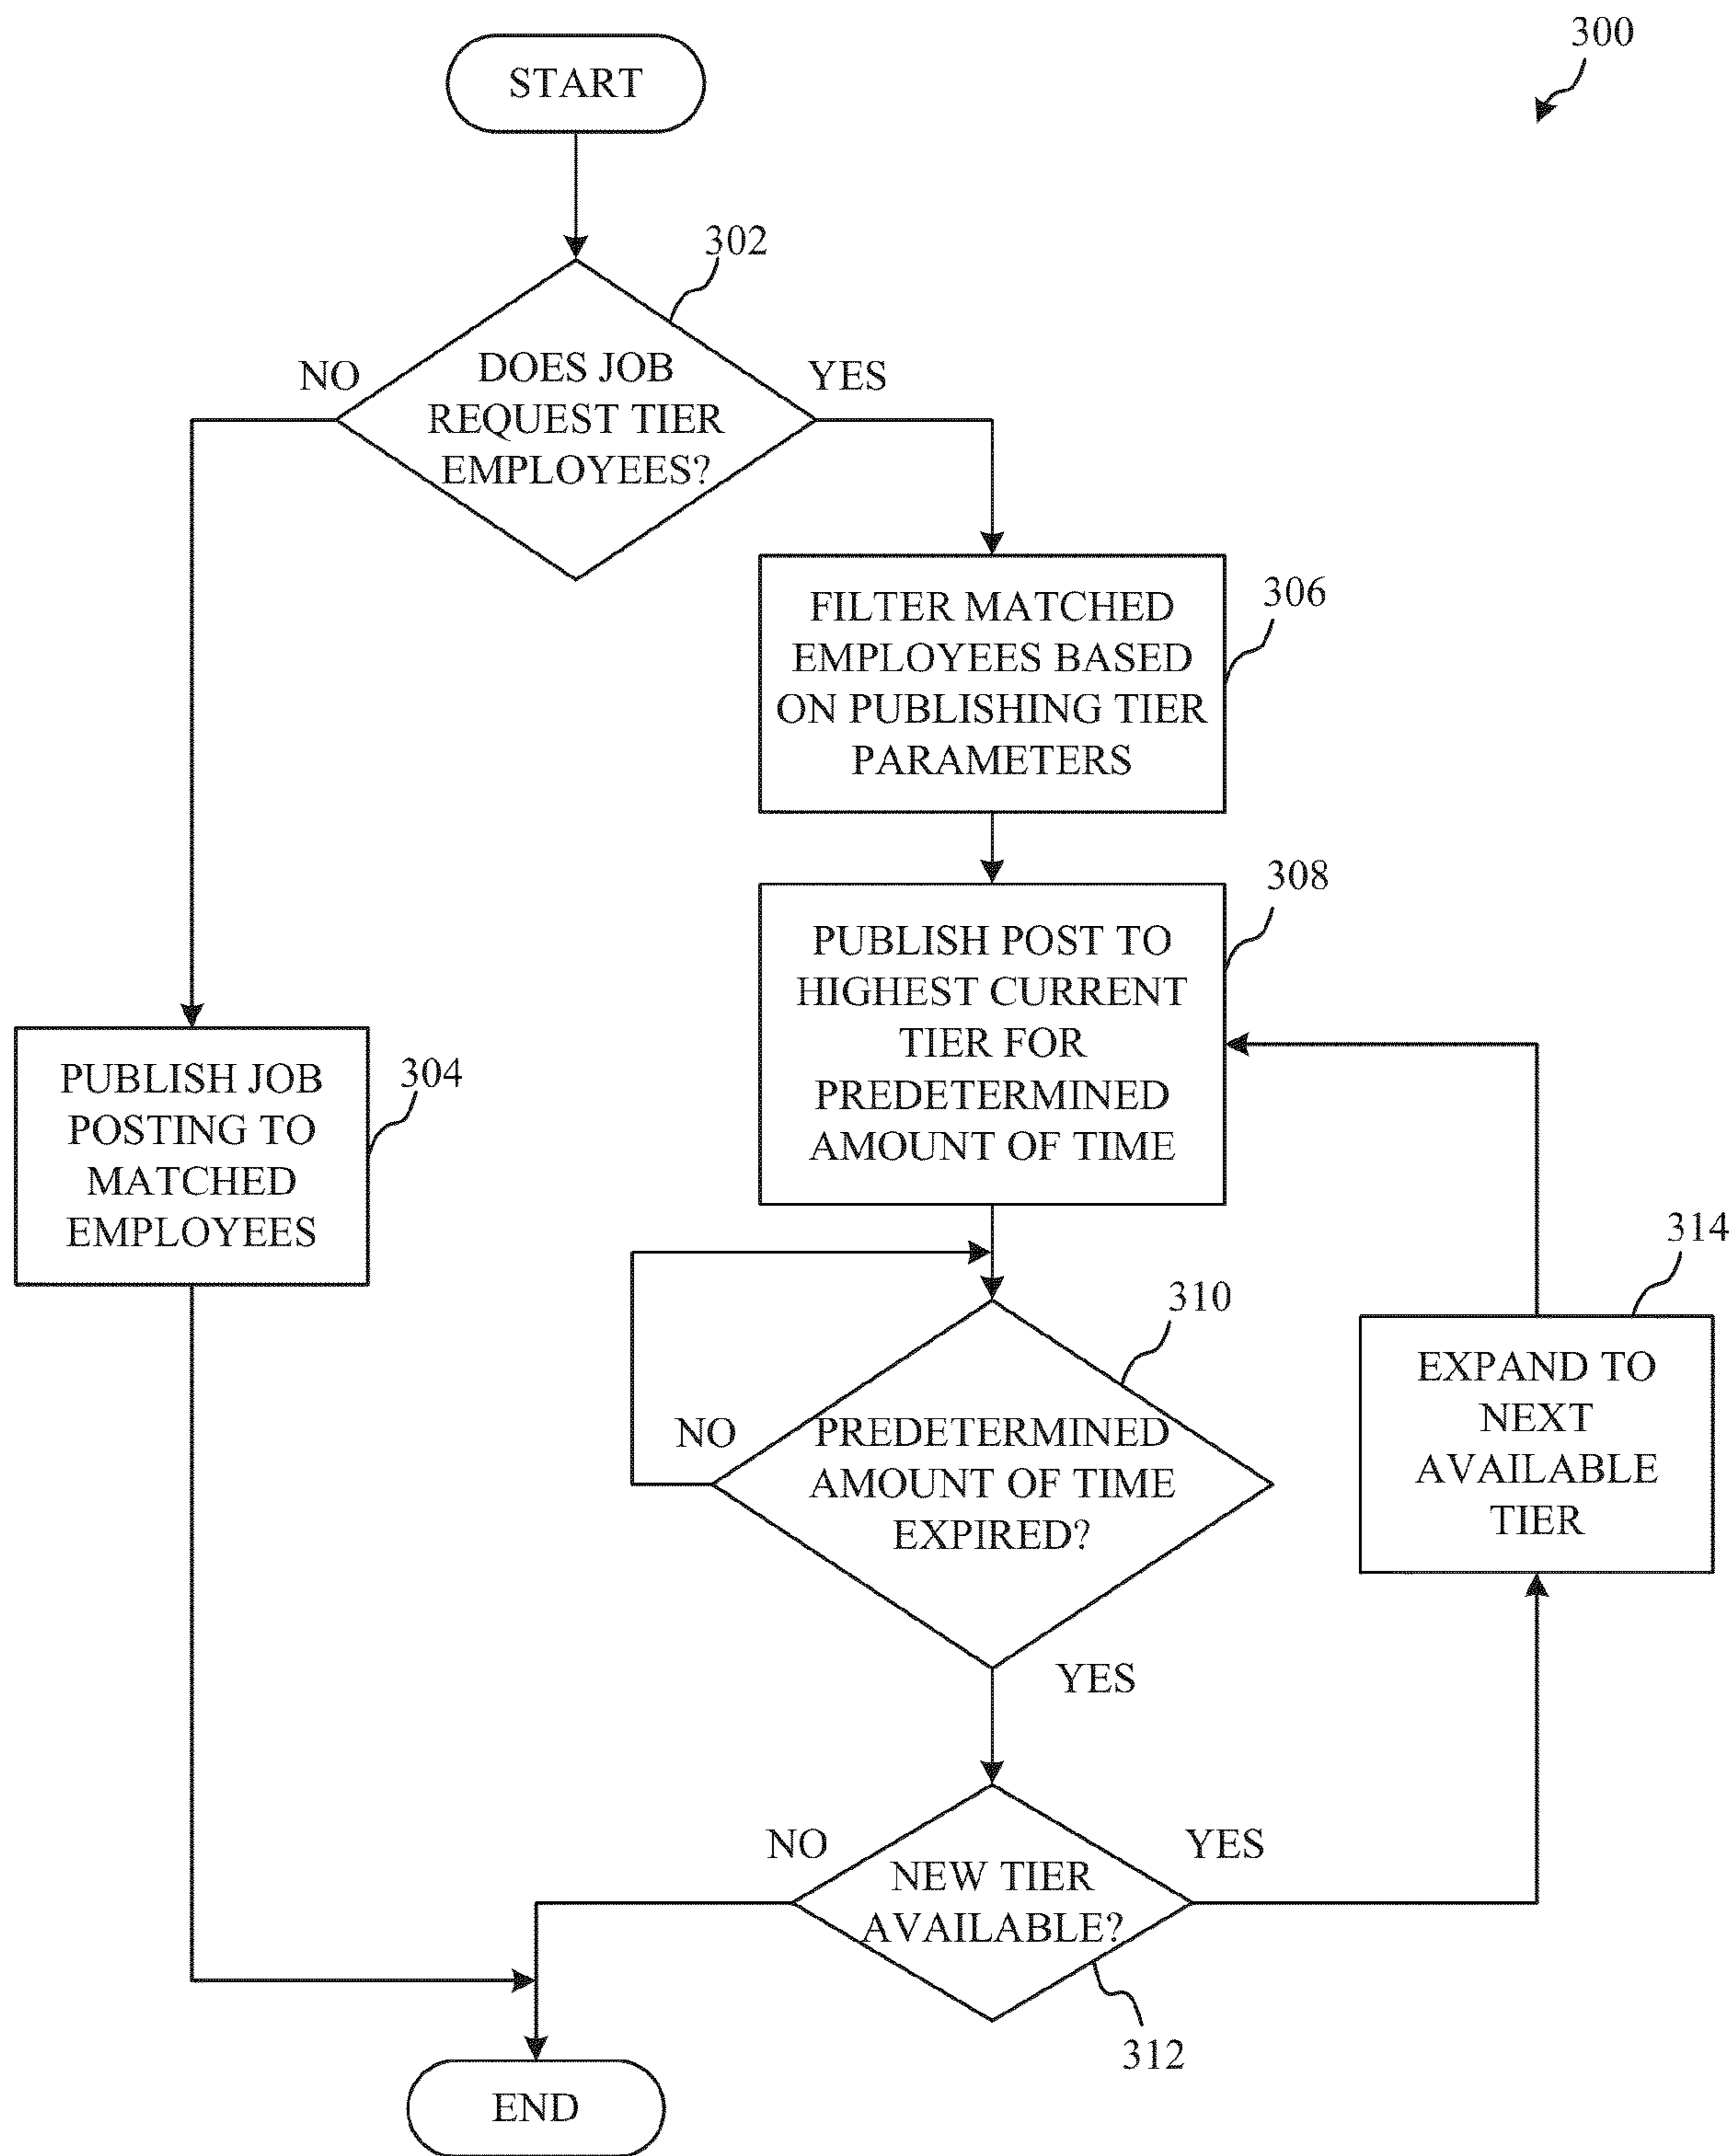 300
START
302
NO
DOES JOB
REQUEST TIER
EMPLOYEES?
YES
FILTER MATCHED
EMPLOYEES BASED
ON PUBLISHING TIER
PARAMETERS
306
308
PUBLISH POST TO
HIGHEST CURRENT
TIER FOR
PREDETERMINED
AMOUNT OF TIME
PUBLISH JOB
POSTING TO
MATCHED
EMPLOYEES
304
314
310
NO
PREDETERMINED
AMOUNT OF TIME
EXPIRED?
EXPAND TO
NEXT
AVAILABLE
TIER
YES
NO
NEW TIER
AVAILABLE?
YES
312
END